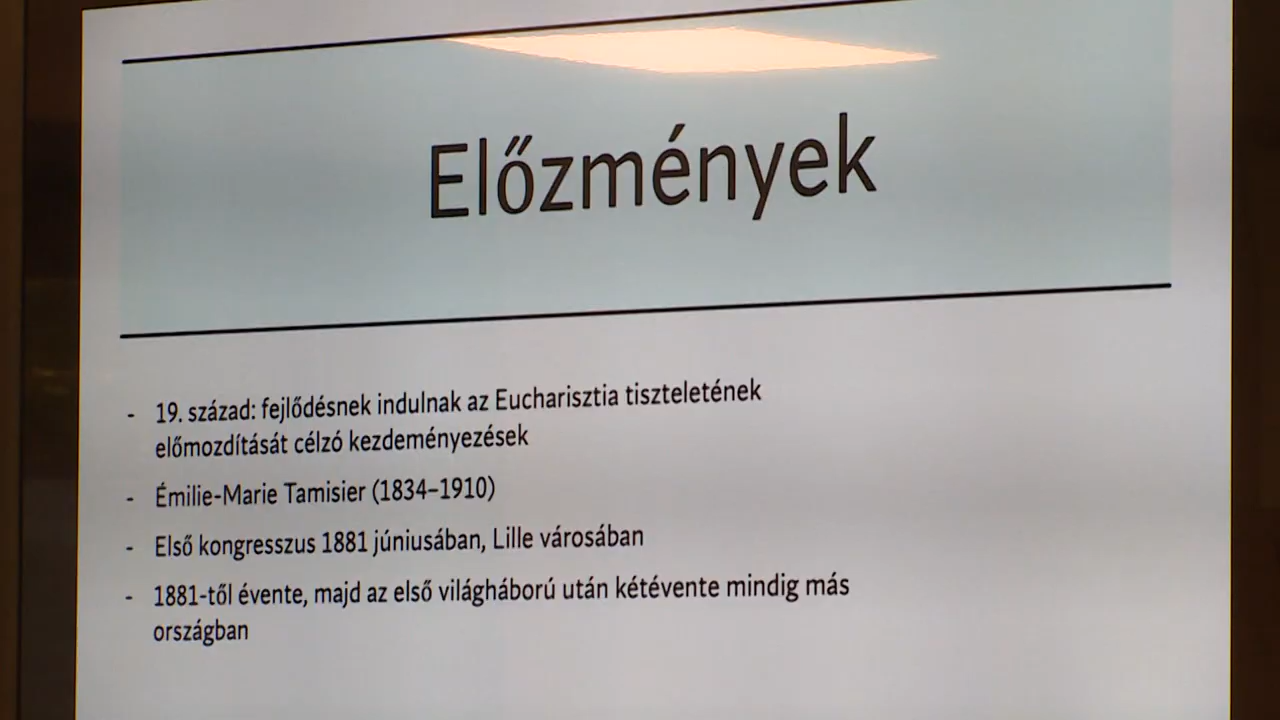 Előzmények
- 19. század: fejlődésnek indulnak az Eucharisztia tiszteletének
előmozdítását célzó kezdeményezések
- Émilie-Marie Tamisier (1834–1910)
- Első kongresszus 1881 júniusában, Lille városában
- 1881-től évente, majd az első világháború után kétévente mindig más
országban